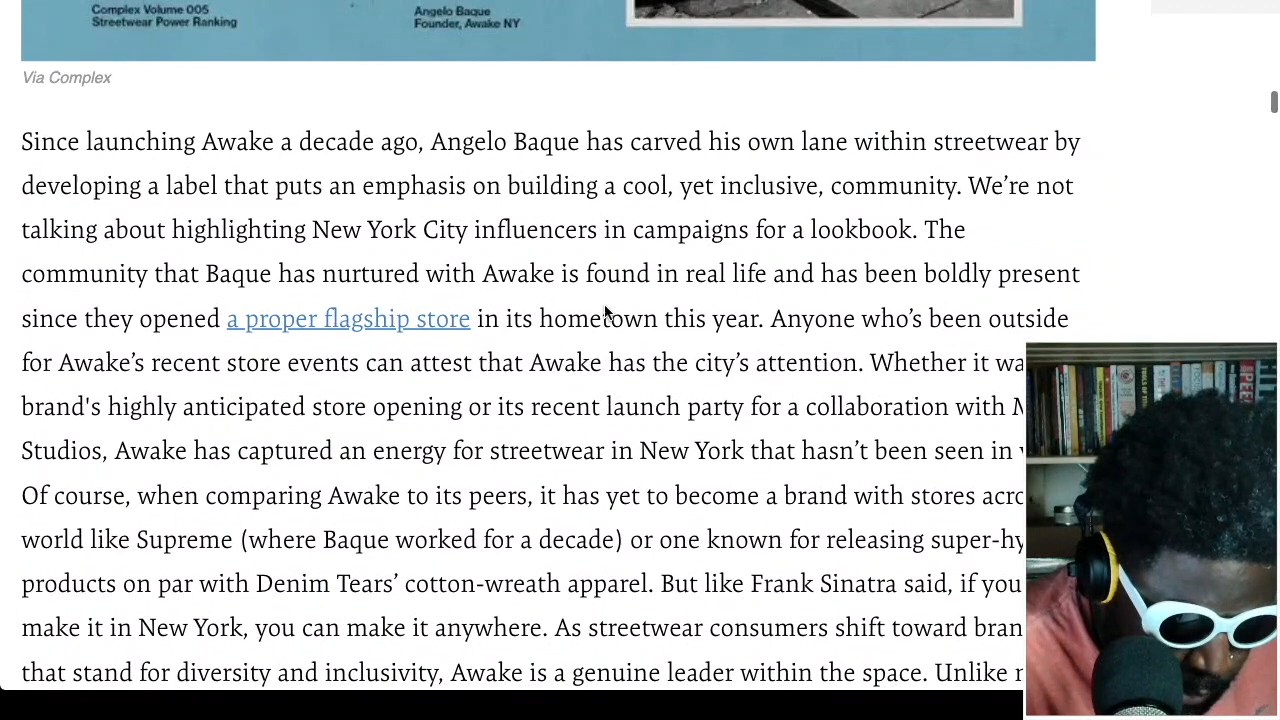 Complex Volume 005
Streetwear Power Ranking
Angelo Baque
Founder, Awake NY
Via Complex
Since launching Awake a decade ago, Angelo Baque has carved his own lane within streetwear by
developing a label that puts an emphasis on building a cool, yet inclusive, community. We’re not
talking about highlighting New York City influencers in campaigns for a lookbook. The
community that Baque has nurtured with Awake is found in real life and has been boldly present
since they opened a proper flagship store in its hometown this year. Anyone who’s been outside
for Awake’s recent store events can attest that Awake has the city’s attention. Whether it wa
brand's highly anticipated store opening or its recent launch party for a collaboration with M
Studios, Awake has captured an energy for streetwear in New York that hasn’t been seen in
Of course, when comparing Awake to its peers, it has yet to become a brand with stores acro
world like Supreme (where Baque worked for a decade) or one known for releasing super-hy
products on par with Denim Tears’ cotton-wreath apparel. But like Frank Sinatra said, if you
make it in New York, you can make it anywhere. As streetwear consumers shift toward bran
that stand for diversity and inclusivity, Awake is a genuine leader within the space. Unlike